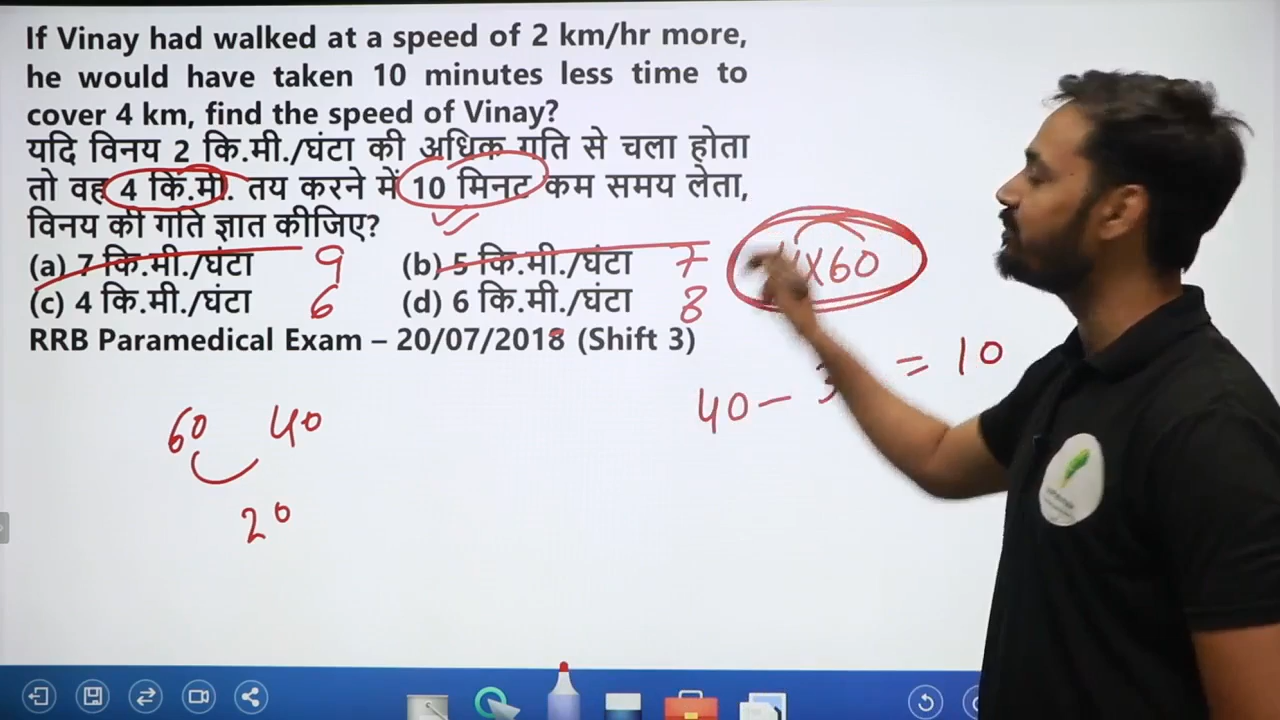 If Vinay had walked at a speed of 2 km/hr more,
he would have taken 10 minutes less time to
cover 4 km, find the speed of Vinay?
यदि विनय 2 कि.मी./घंटा की अधिक गति से चला होता
तो वह 4 कि.मी. तय करने में 10 मिनट कम समय लेता,
विनय की गति ज्ञात कीजिए?
(a) 7 कि.मी./घंटा 9 (b) 5 कि.मी./घंटा 7
(c) 4 कि.मी./घंटा 6 (d) 6 कि.मी./घंटा 8
RRB Paramedical Exam – 20/07/2018 (Shift 3)
4x60
40 – 3 = 10
60 40
20